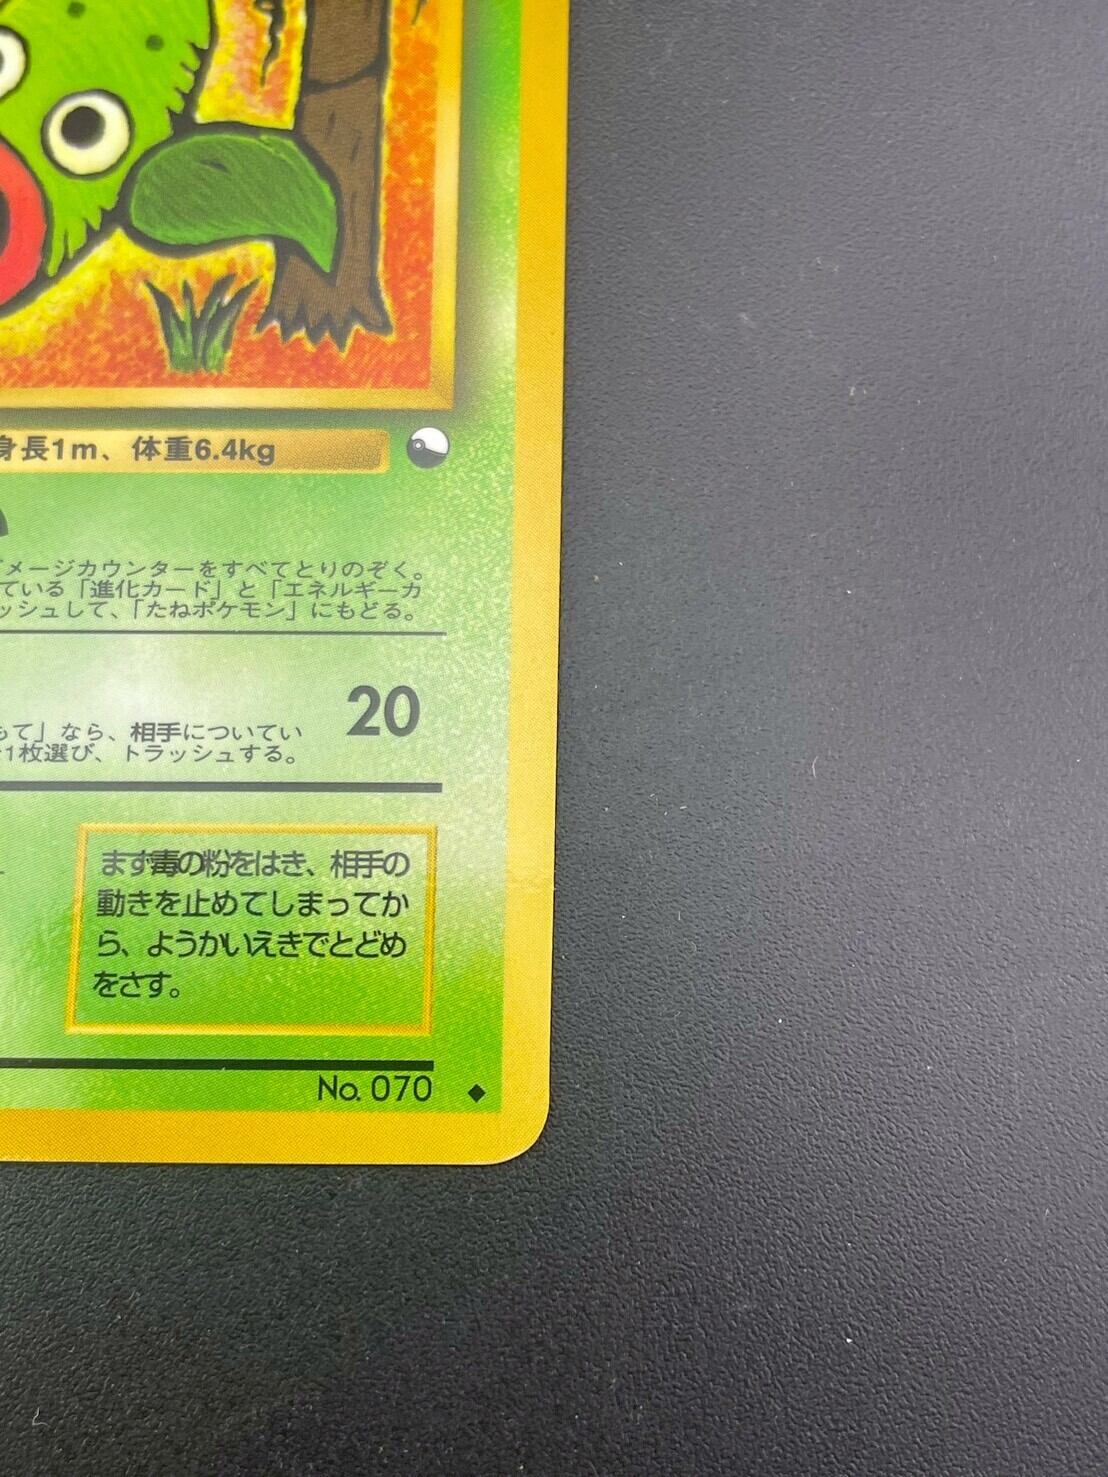 身長1m、体重6.4kg
メージカウンターをすべてとりのぞく。
ている「進化カード」と「エネルギーカ
ッシュして、「たねポケモン」にもどる。
20
もて」なら、相手についてい
1枚選び、トラッシュする。
まず毒の粉をはき、相手の
動きを止めてしまってか
ら、ようかいえきでとどめ
をさす。
No. 070 ◆